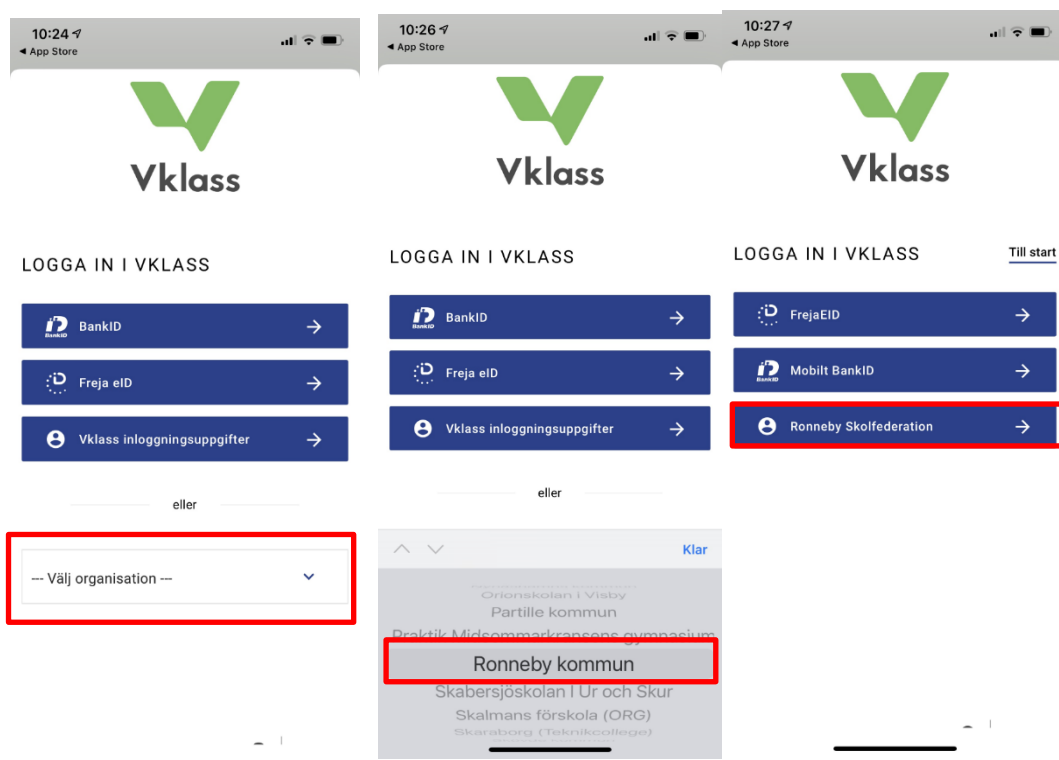 10:24
◄ App Store
Vklass
LOGGA IN I VKLASS
BankID BankID
Freja eID
Vklass inloggningsuppgifter
eller
--- Välj organisation ---
10:26
◄ App Store
Vklass
LOGGA IN I VKLASS
BankID BankID
Freja eID
Vklass inloggningsuppgifter
eller
Klar
Orionskolan i Visby
Partille kommun
Praktik Midsommarkransens gymnasium
Ronneby kommun
Skabersjöskolan I Ur och Skur
Skalmans förskola (ORG)
Skaraborg (Teknikcollege)
10:27
◄ App Store
Vklass
LOGGA IN I VKLASS Till start
FrejaEID
BankID Mobilt BankID
Ronneby Skolfederation